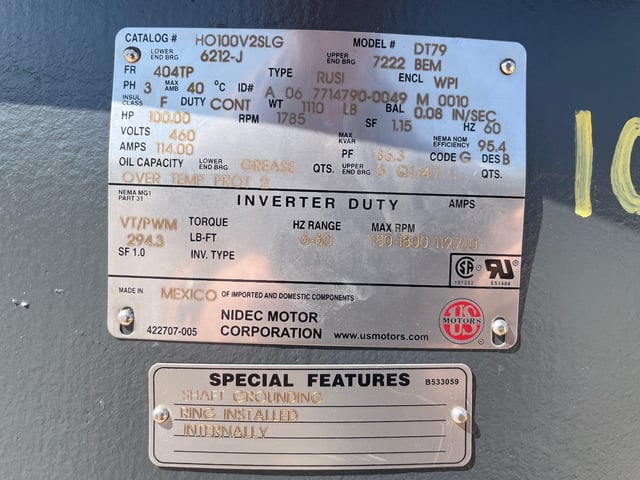 CATALOG # HO100V2SLG MODEL # DT79
LOWER END BRG 6212-J UPPER END BRG 7222 BEM
FR 404TP TYPE RUSI ENCL WPI
PH 3 MAX AMB 40 °C ID# A 06 7714790-0049 M 0010
INSUL CLASS F DUTY CONT WT 1110 LB BAL 0.08 IN/SEC
HP 100.00 RPM 1785 SF 1.15 HZ 60
VOLTS 460 MAX KVAR NEMA NOM EFFICIENCY 95.4
AMPS 114.00 PF 86.3 CODE G DES B
OIL CAPACITY LOWER END BRG GREASE QTS. UPPER END BRG QTS.
OVER TEMP PROT 2
NEMA MG1 PART 31 INVERTER DUTY AMPS
VT/PWM TORQUE HZ RANGE MAX RPM
294.3 LB-FT 6-60 180-1800
SF 1.0 INV. TYPE
MADE IN MEXICO OF IMPORTED AND DOMESTIC COMPONENTS
NIDEC MOTOR
422707-005 CORPORATION www.usmotors.com
US MOTORS
SPECIAL FEATURES B533059
SHAFT GROUNDING
RING INSTALLED
INTERNALLY
10